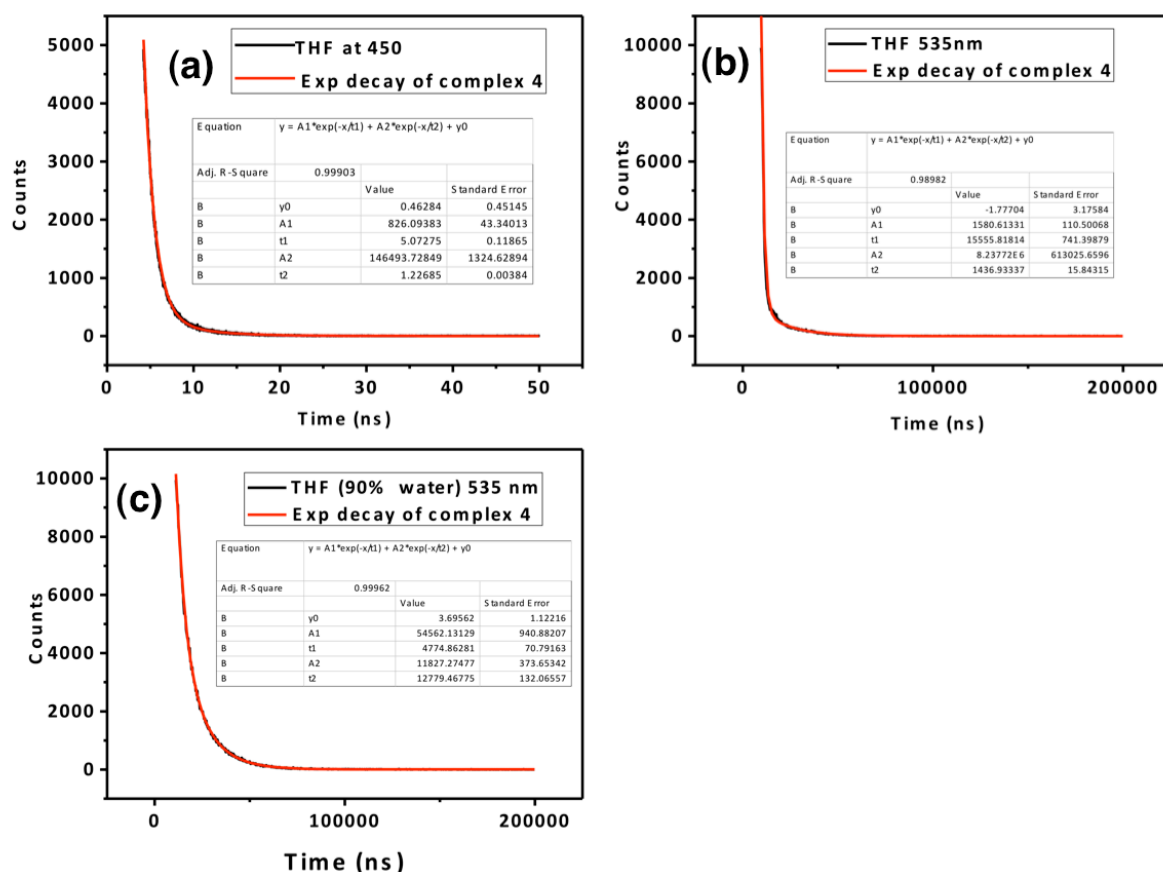 (a)
THF at 450
Exp decay of complex 4
Equation y = A1*exp(-x/t1) + A2*exp(-x/t2) + y0
Adj. R-Square 0.99903
Value Standard Error
B y0 0.46284 0.45145
B A1 826.09383 43.34013
B t1 5.07275 0.11865
B A2 146493.72849 1324.62894
B t2 1.22685 0.00384
5000
4000
3000
2000
1000
0
Counts
0 10 20 30 40 50
Time (ns)
(b)
THF 535nm
Exp decay of complex 4
Equation y = A1*exp(-x/t1) + A2*exp(-x/t2) + y0
Adj. R-Square 0.98982
Value Standard Error
B y0 -1.77704 3.17584
B A1 1580.61331 110.50068
B t1 15555.81814 741.39879
B A2 8.23772E6 613025.6596
B t2 1436.93337 15.84315
10000
8000
6000
4000
2000
0
Counts
0 100000 200000
Time (ns)
(c)
THF (90% water) 535 nm
Exp decay of complex 4
Equation y = A1*exp(-x/t1) + A2*exp(-x/t2) + y0
Adj. R-Square 0.99962
Value Standard Error
B y0 3.69562 1.12216
B A1 54562.13129 940.88207
B t1 4774.86281 70.79163
B A2 11827.27477 373.65342
B t2 12779.46775 132.06557
10000
8000
6000
4000
2000
0
Counts
0 100000 200000
Time (ns)